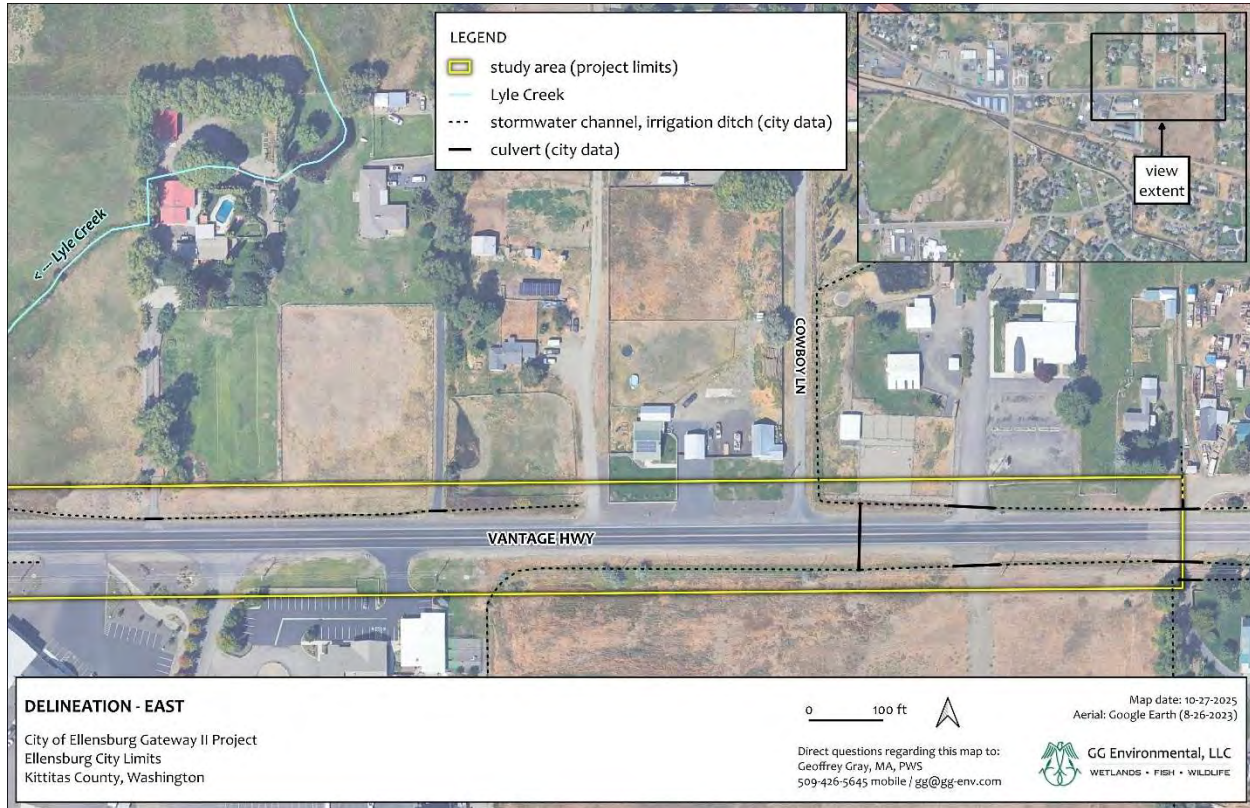 LEGEND
study area (project limits)
Lyle Creek
stormwater channel, irrigation ditch (city data)
culvert (city data)
view
extent
<--- Lyle Creek
COWBOY LN
VANTAGE HWY
DELINEATION - EAST
City of Ellensburg Gateway II Project
Ellensburg City Limits
Kittitas County, Washington
0 100 ft
Direct questions regarding this map to:
Geoffrey Gray, MA, PWS
509-426-5645 mobile / gg@gg-env.com
Map date: 10-27-2025
Aerial: Google Earth (8-26-2023)
GG Environmental, LLC
WETLANDS • FISH • WILDLIFE